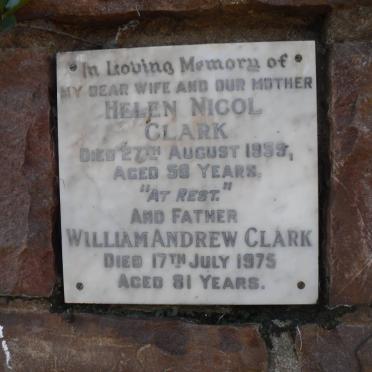 In Loving Memory of
MY DEAR WIFE AND OUR MOTHER
HELEN NICOL
CLARK
DIED 27TH AUGUST 1953,
AGED 58 YEARS.
"AT REST."
AND FATHER
WILLIAM ANDREW CLARK
DIED 17TH JULY 1975
AGED 81 YEARS.